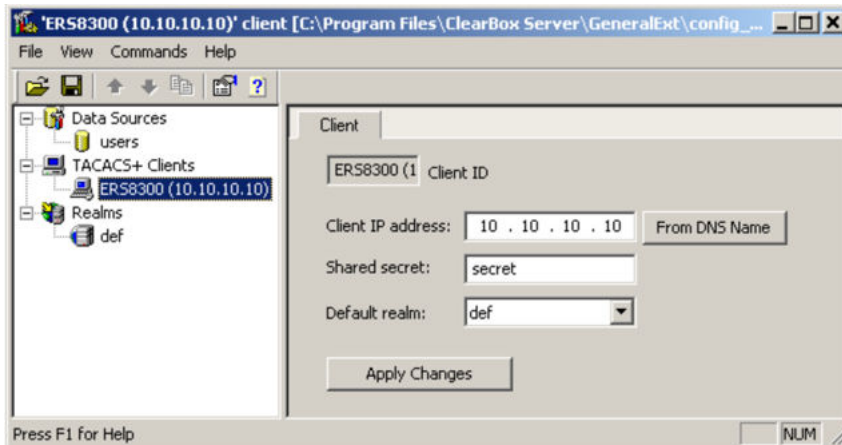 'ERS8300 (10.10.10.10)' client [C:\Program Files\ClearBox Server\GeneralExt\config_...
File View Commands Help
Data Sources
users
TACACS+ Clients
ERS8300 (10.10.10.10)
Realms
def
Client
ERS8300 (1 Client ID
Client IP address: 10 . 10 . 10 . 10 From DNS Name
Shared secret: secret
Default realm: def
Apply Changes
Press F1 for Help NUM